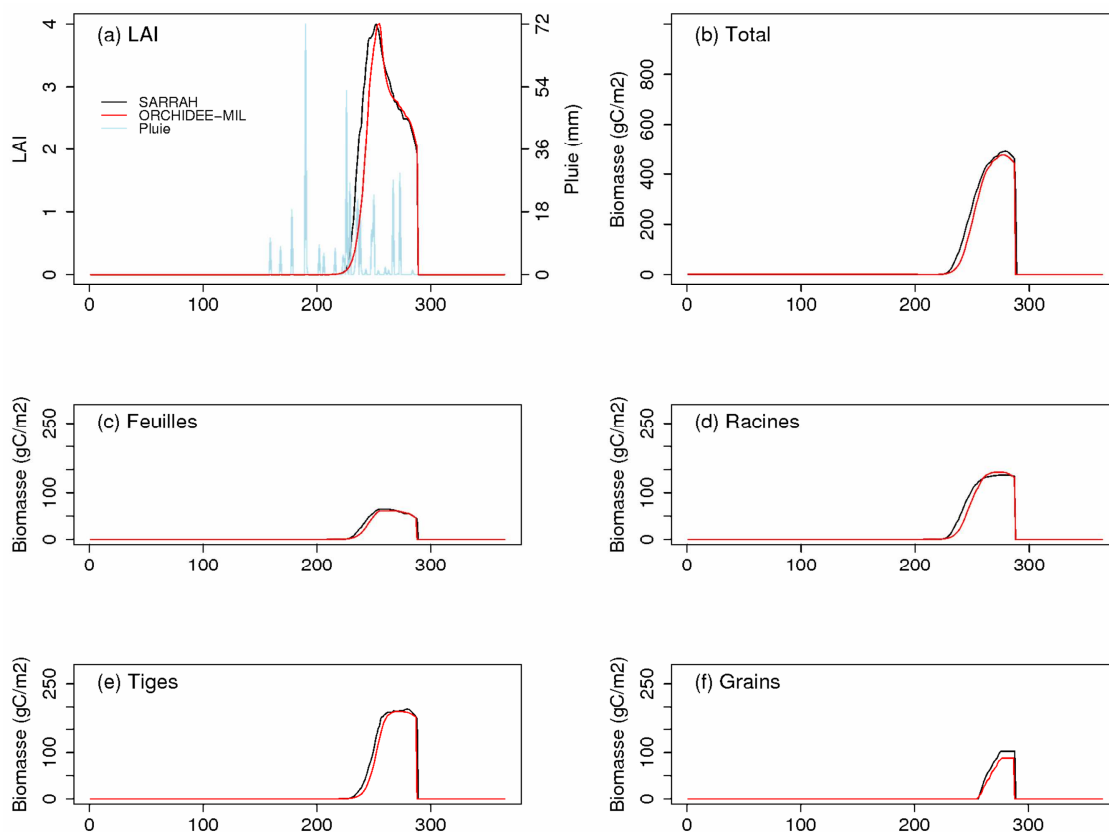 (a) LAI
SARRAH
ORCHIDEE-MIL
Pluie
LAI
0 1 2 3 4
Pluie (mm)
0 18 36 54 72
0 100 200 300
(b) Total
Biomasse (gC/m2)
0 200 400 600 800
0 100 200 300
(c) Feuilles
Biomasse (gC/m2)
0 100 250
0 100 200 300
(d) Racines
Biomasse (gC/m2)
0 100 250
0 100 200 300
(e) Tiges
Biomasse (gC/m2)
0 100 250
0 100 200 300
(f) Grains
Biomasse (gC/m2)
0 100 250
0 100 200 300